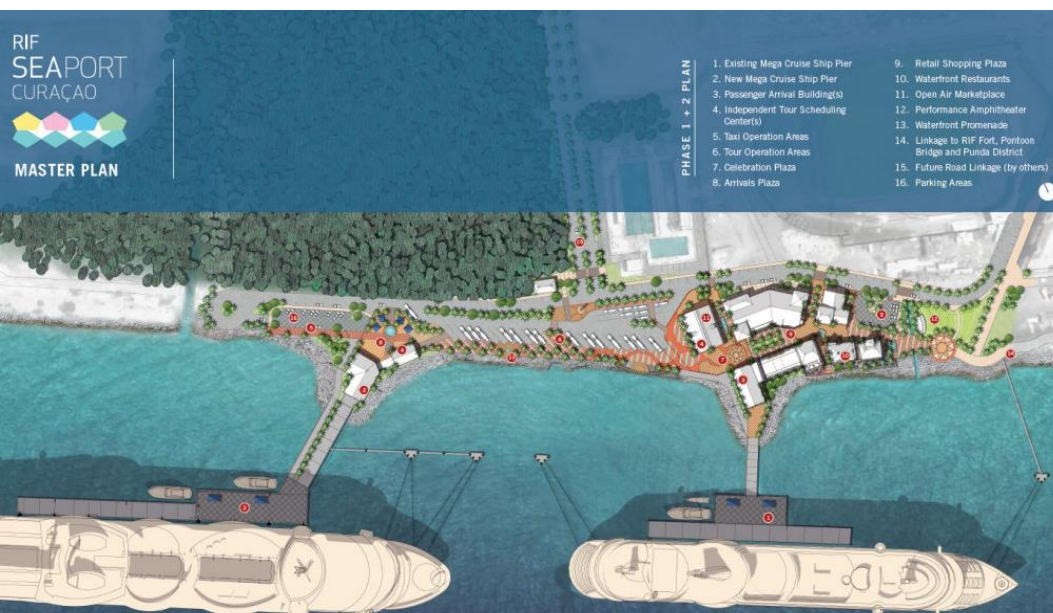 RIF
SEAPORT
CURAÇAO
MASTER PLAN
PHASE 1 + 2 PLAN
1. Existing Mega Cruise Ship Pier
2. New Mega Cruise Ship Pier
3. Passenger Arrival Building(s)
4. Independent Tour Scheduling
Center(s)
5. Taxi Operation Areas
6. Tour Operation Areas
7. Celebration Plaza
8. Arrivals Plaza
9. Retail Shopping Plaza
10. Waterfront Restaurants
11. Open Air Marketplace
12. Performance Amphitheater
13. Waterfront Promenade
14. Linkage to RIF Fort, Pontoon
Bridge and Punda District
15. Future Road Linkage (by others)
16. Parking Areas